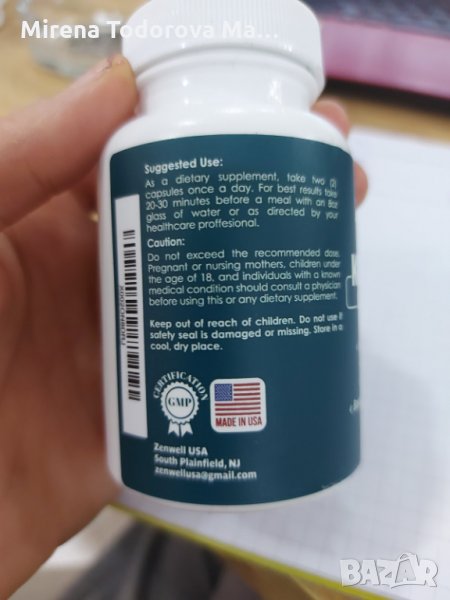 Mirena Todorova Ma...
Suggested Use:
As a dietary supplement, take two (2)
capsules once a day. For best results take
20-30 minutes before a meal with an 8oz
glass of water or as directed by your
healthcare proffesional.
Caution:
Do not exceed the recommended dose.
Pregnant or nursing mothers, children under
the age of 18, and individuals with a known
medical condition should consult a physician
before using this or any dietary supplement.
Keep out of reach of children. Do not use if
safety seal is damaged or missing. Store in a
cool, dry place.
CERTIFICATION
GMP
MADE IN USA
Zenwell USA
South Plainfield, NJ
zenwellusa@gmail.com
BAZAR